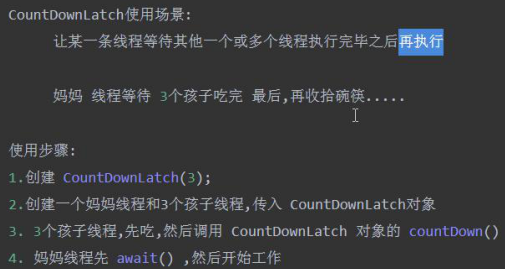 CountDownLatch使用场景:
让某一条线程等待其他一个或多个线程执行完毕之后再执行
妈妈 线程等待 3个孩子吃完 最后,再收拾碗筷.....
使用步骤:
1.创建 CountDownLatch(3);
2.创建一个妈妈线程和3个孩子线程,传入 CountDownLatch对象
3. 3个孩子线程,先吃,然后调用 CountDownLatch 对象的 countDown()
4. 妈妈线程先 await() ,然后开始工作